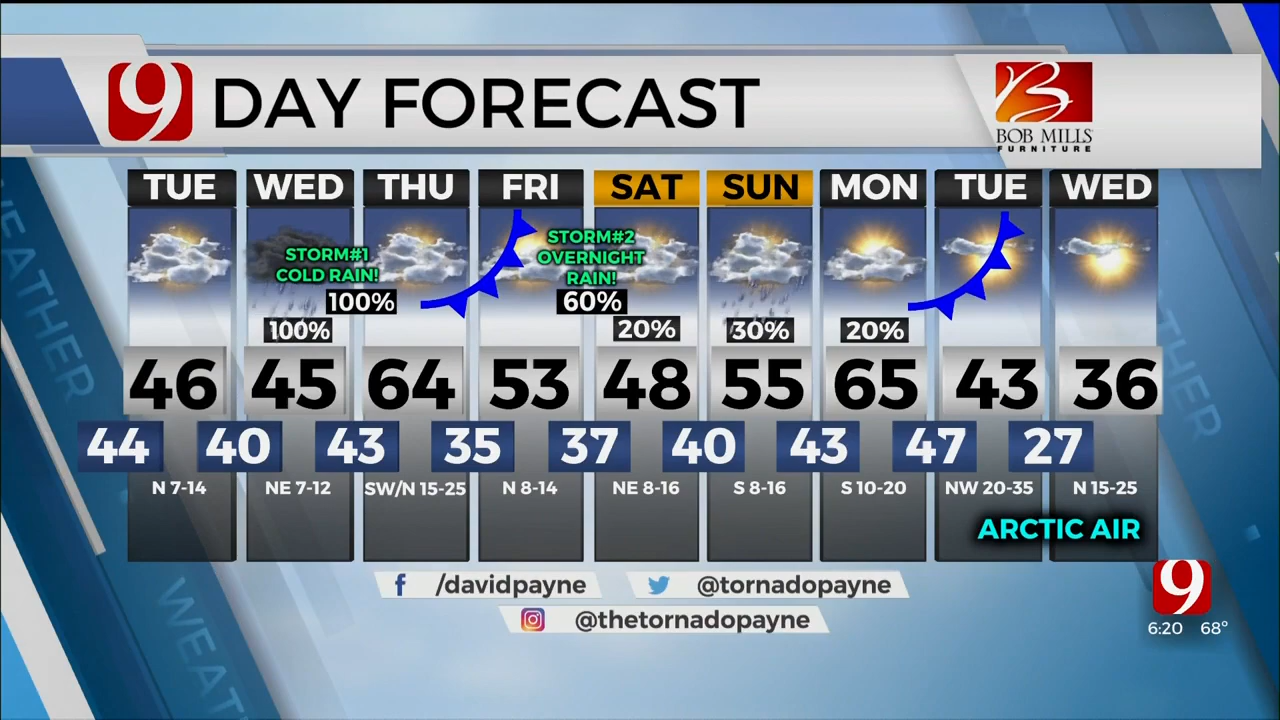 9 DAY FORECAST
BOB MILLS
FURNITURE
TUE WED THU FRI SAT SUN MON TUE WED
STORM#1
COLD RAIN!
STORM#2
OVERNIGHT
RAIN!
100% 60%
100% 20% 30% 20%
46 45 64 53 48 55 65 43 36
44 40 43 35 37 40 43 47 27
N 7-14 NE 7-12 SW/N 15-25 N 8-14 NE 8-16 S 8-16 S 10-20 NW 20-35 N 15-25
ARCTIC AIR
/davidpayne @tornadopayne
@thetornadopayne
9
6:20 68°
WEATHER
WEATHER
WEATHER